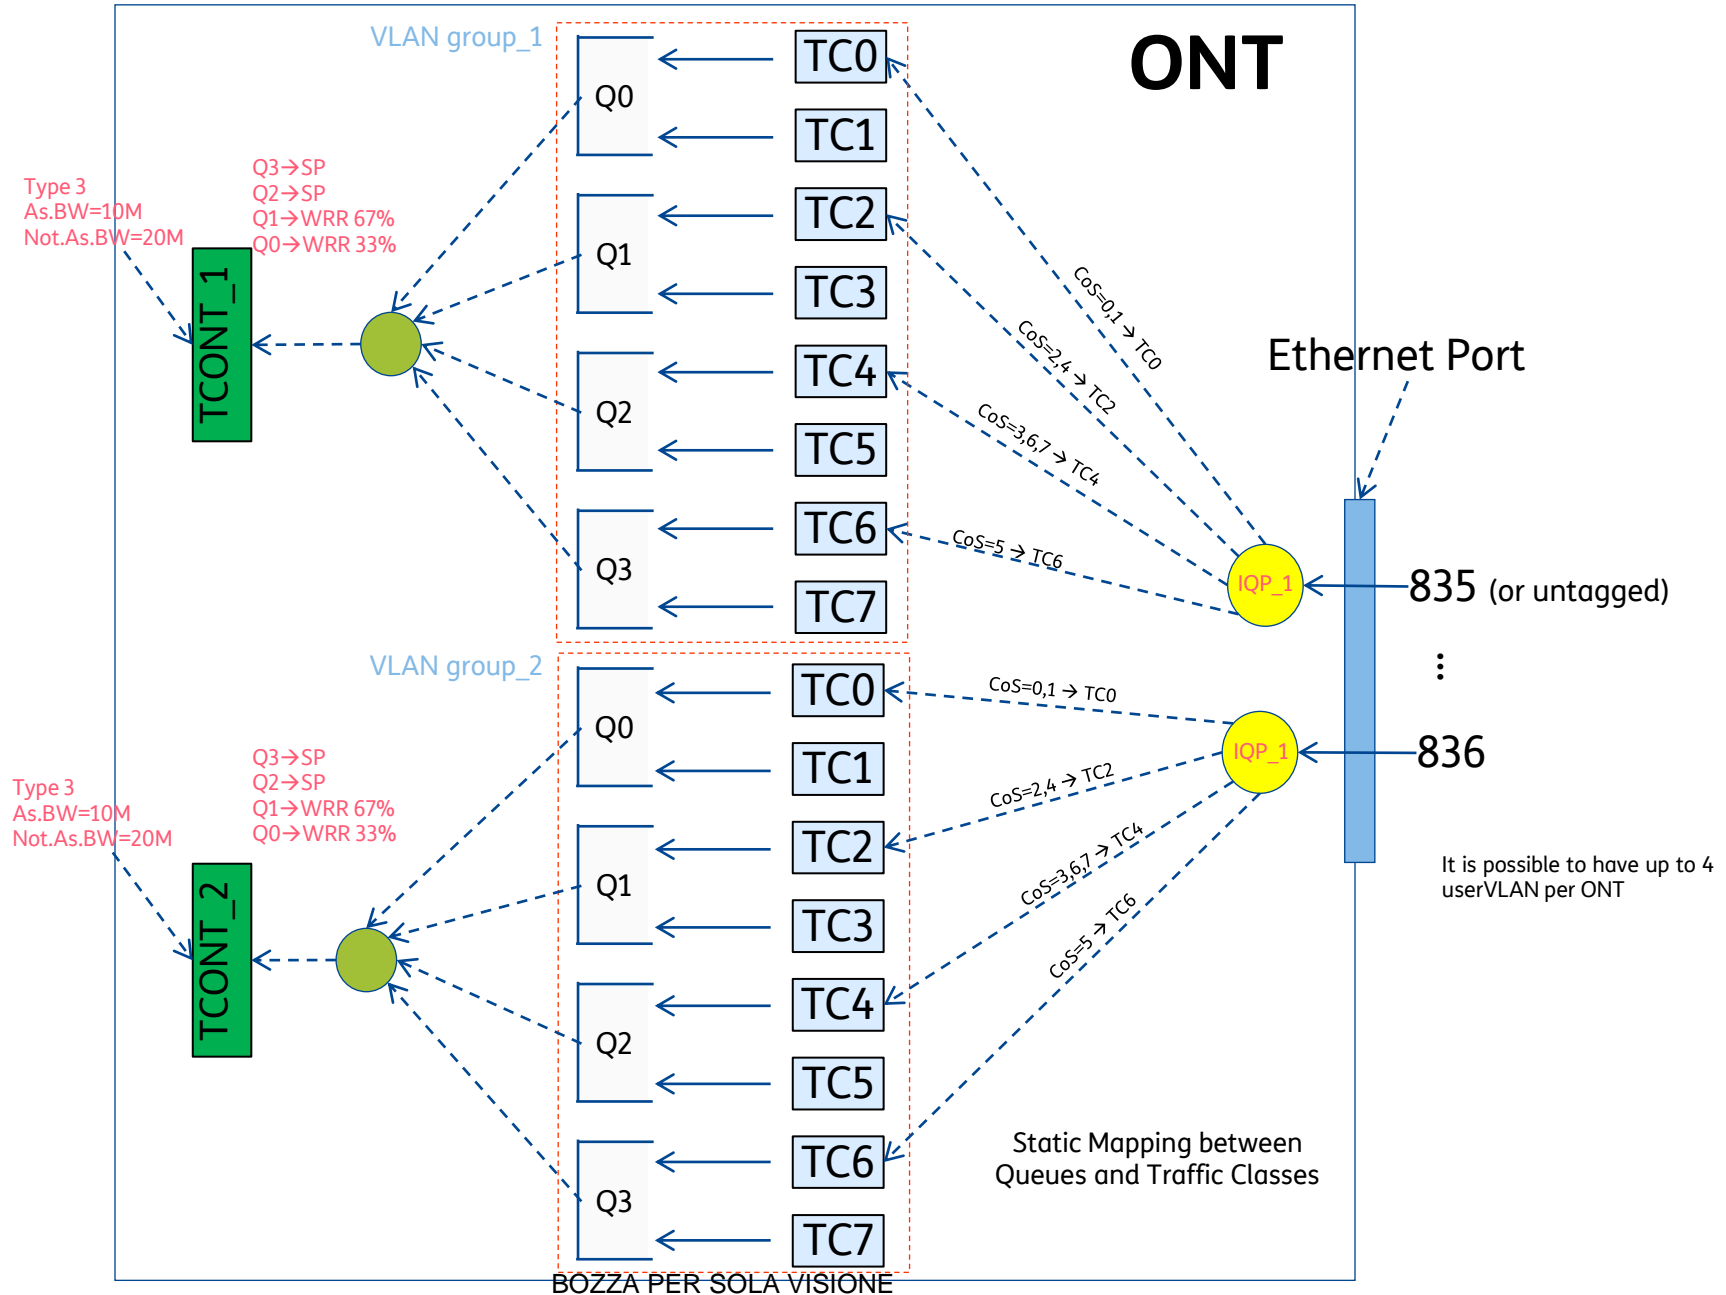 ONT
VLAN group_1
Q0
Q1
Q2
Q3
TC0
TC1
TC2
TC3
TC4
TC5
TC6
TC7
Q3→SP
Q2→SP
Q1→WRR 67%
Q0→WRR 33%
Type 3
As.BW=10M
Not.As.BW=20M
TCONT_1
CoS=0,1 → TC0
CoS=2,4 → TC2
CoS=3,6,7 → TC4
CoS=5 → TC6
Ethernet Port
IQP_1
835 (or untagged)
⋮
VLAN group_2
Q0
Q1
Q2
Q3
TC0
TC1
TC2
TC3
TC4
TC5
TC6
TC7
Q3→SP
Q2→SP
Q1→WRR 67%
Q0→WRR 33%
Type 3
As.BW=10M
Not.As.BW=20M
TCONT_2
CoS=0,1 → TC0
CoS=2,4 → TC2
CoS=3,6,7 → TC4
CoS=5 → TC6
IQP_1
836
It is possible to have up to 4
userVLAN per ONT
Static Mapping between
Queues and Traffic Classes
BOZZA PER SOLA VISIONE